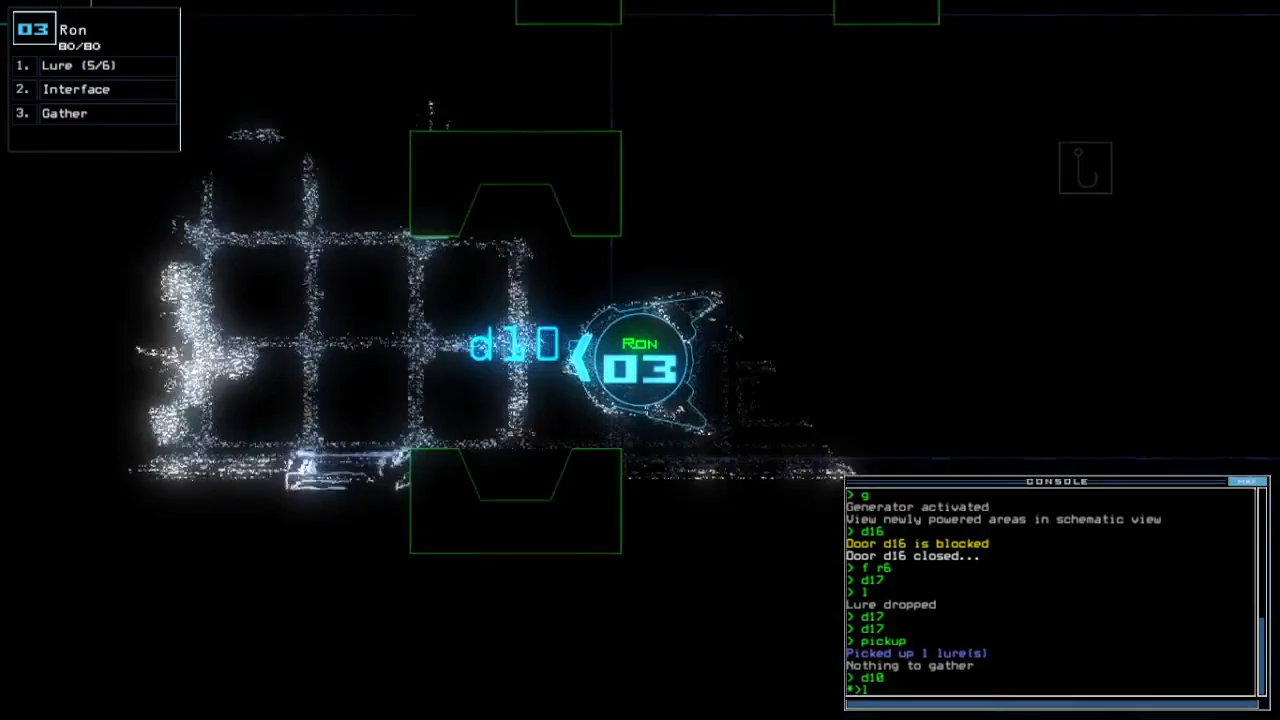 03 Ron
80/80
1. Lure (5/6)
2. Interface
3. Gather
d10
Ron
03
CONSOLE
> g
Generator activated
View newly powered areas in schematic view
> d16
Door d16 is blocked
Door d16 closed...
> f r6
> d17
> l
Lure dropped
> d17
> d17
> pickup
Picked up 1 lure(s)
Nothing to gather
> d10
*>l